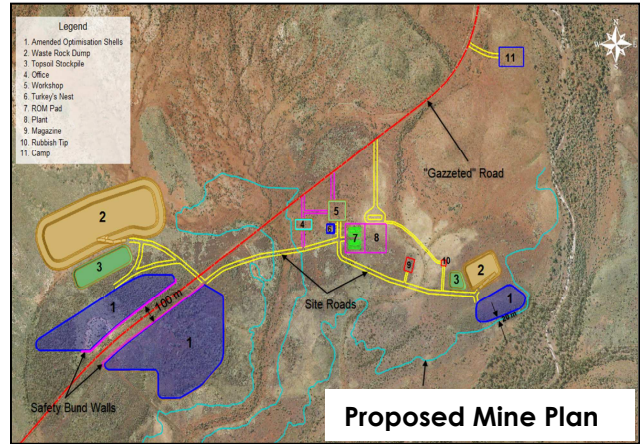 Legend
1. Amended Optimisation Shells
2. Waste Rock Dump
3. Topsoil Stockpile
4. Office
5. Workshop
6. Turkey's Nest
7. ROM Pad
8. Plant
9. Magazine
10. Rubbish Tip
11. Camp
11
"Gazzeted" Road
2
5
4
6
7
8
3
9
10
3
2
1
100 m
1
1
20 m
Site Roads
Safety Bund Walls
Proposed Mine Plan